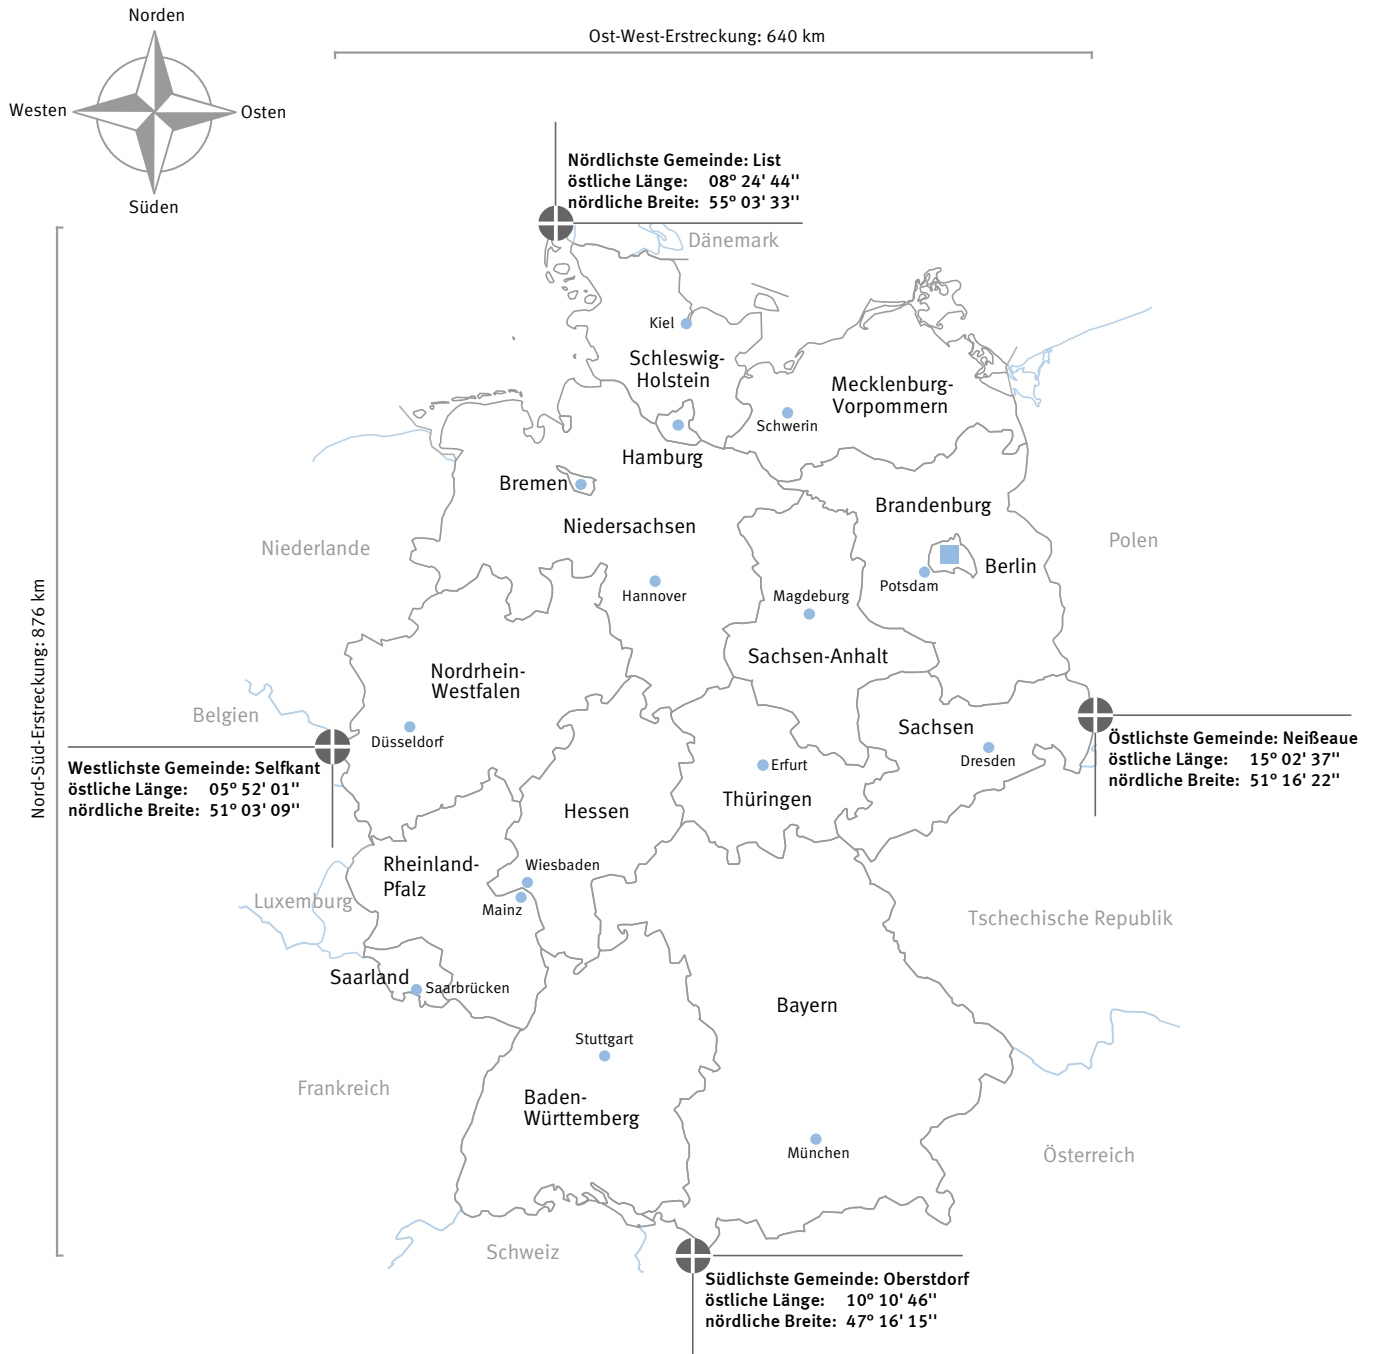 Norden
Ost-West-Erstreckung: 640 km
Westen
Osten
Süden
Nördlichste Gemeinde: List
östliche Länge: 08° 24' 44''
nördliche Breite: 55° 03' 33''
Dänemark
Kiel
Schleswig-
Holstein
Mecklenburg-
Vorpommern
Schwerin
Hamburg
Bremen
Brandenburg
Niedersachsen
Niederlande
Polen
Berlin
Potsdam
Hannover
Magdeburg
Nord-Süd-Erstreckung: 876 km
Sachsen-Anhalt
Nordrhein-
Westfalen
Belgien
Sachsen
Düsseldorf
Dresden
Östlichste Gemeinde: Neißeaue
östliche Länge: 15° 02' 37''
nördliche Breite: 51° 16' 22''
Westlichste Gemeinde: Selfkant
östliche Länge: 05° 52' 01''
nördliche Breite: 51° 03' 09''
Erfurt
Thüringen
Hessen
Rheinland-
Pfalz
Wiesbaden
Mainz
Luxemburg
Tschechische Republik
Saarland
Saarbrücken
Bayern
Stuttgart
Frankreich
Baden-
Württemberg
München
Österreich
Schweiz
Südlichste Gemeinde: Oberstdorf
östliche Länge: 10° 10' 46''
nördliche Breite: 47° 16' 15''